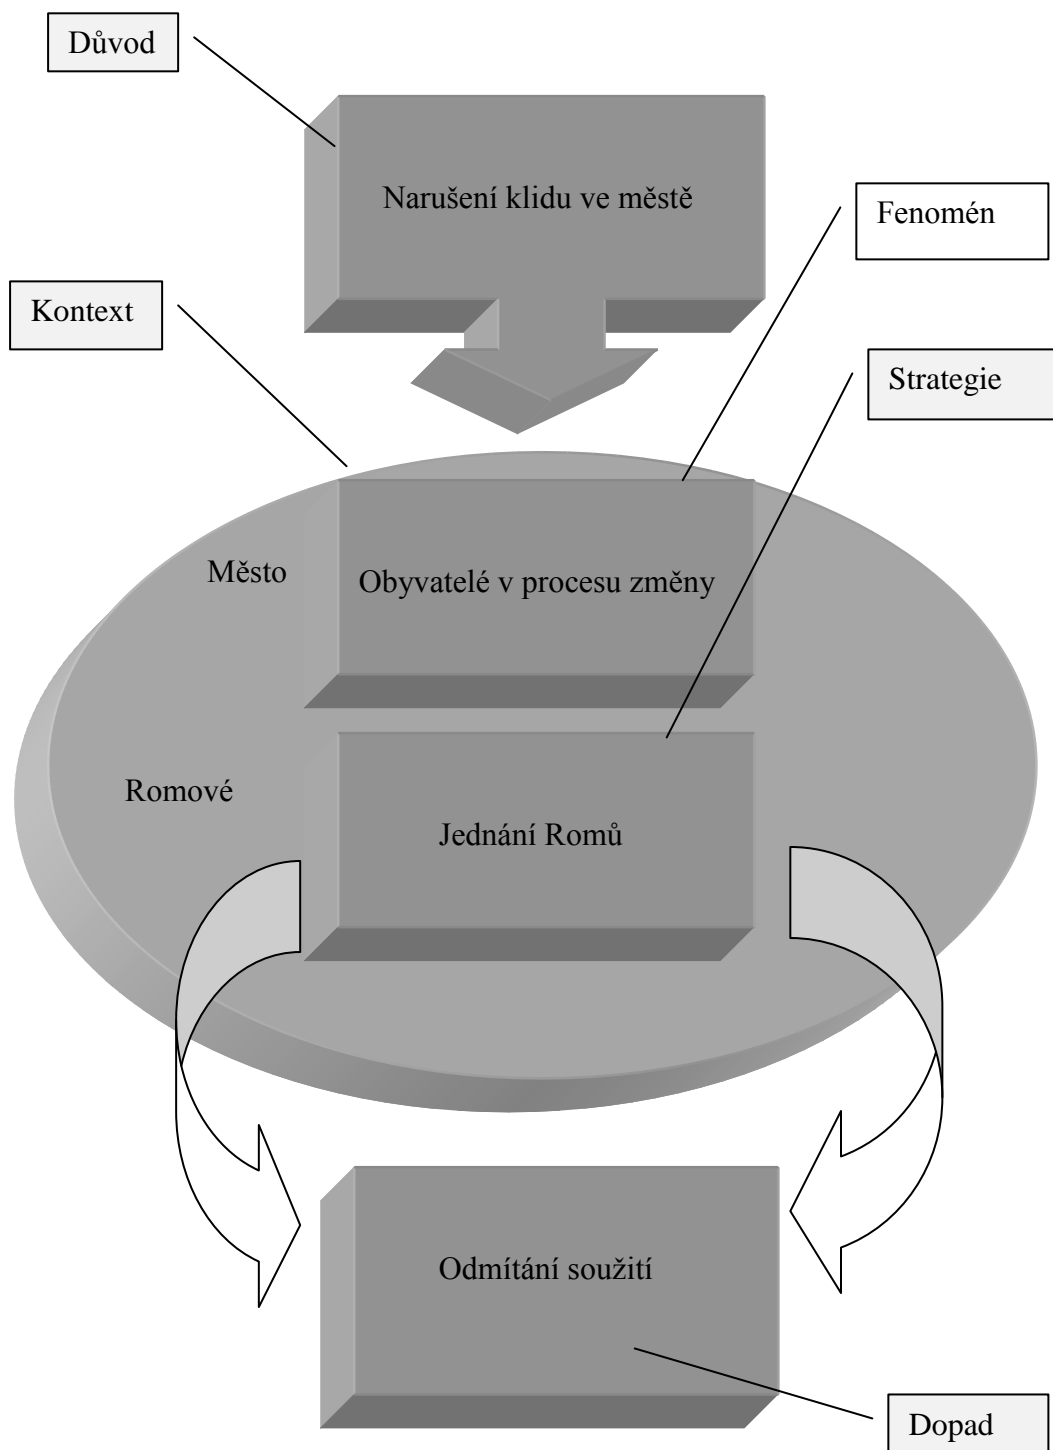 Důvod
Narušení klidu ve městě
Fenomén
Kontext
Strategie
Město
Obyvatelé v procesu změny
Romové
Jednání Romů
Odmítání soužití
Dopad